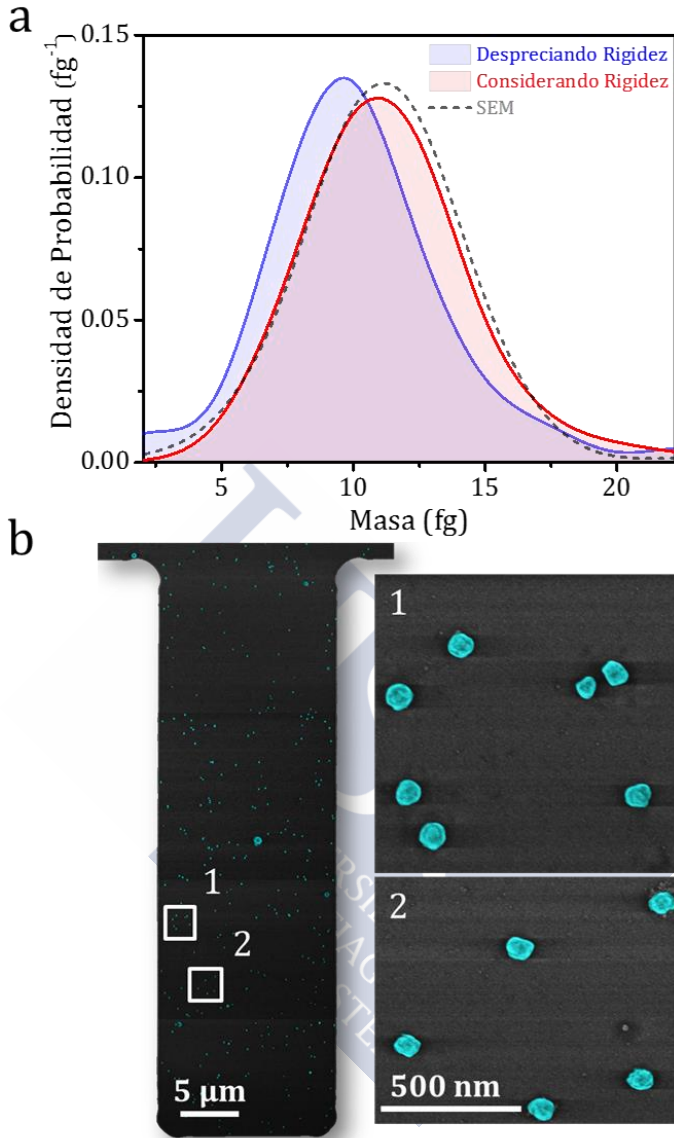 a
Densidad de Probabilidad (fg⁻¹)
0.15
0.10
0.05
0.00
Despreciando Rigidez
Considerando Rigidez
SEM
5
10
15
20
Masa (fg)
b
1
2
5 μm
1
2
500 nm